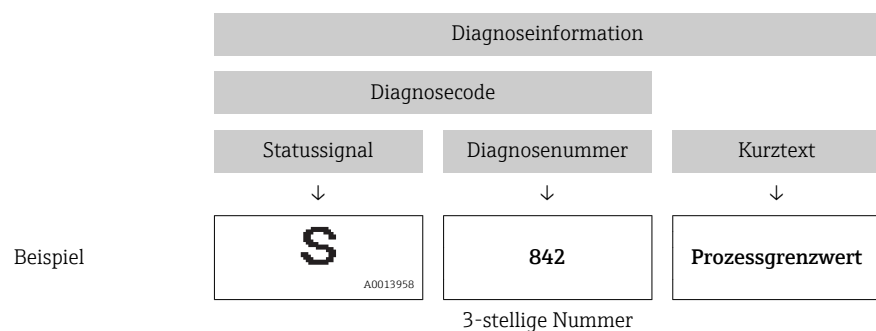 Diagnoseinformation
Diagnosecode
Statussignal Diagnosenummer Kurztext
↓ ↓ ↓
Beispiel S 842 Prozessgrenzwert
A0013958
3-stellige Nummer